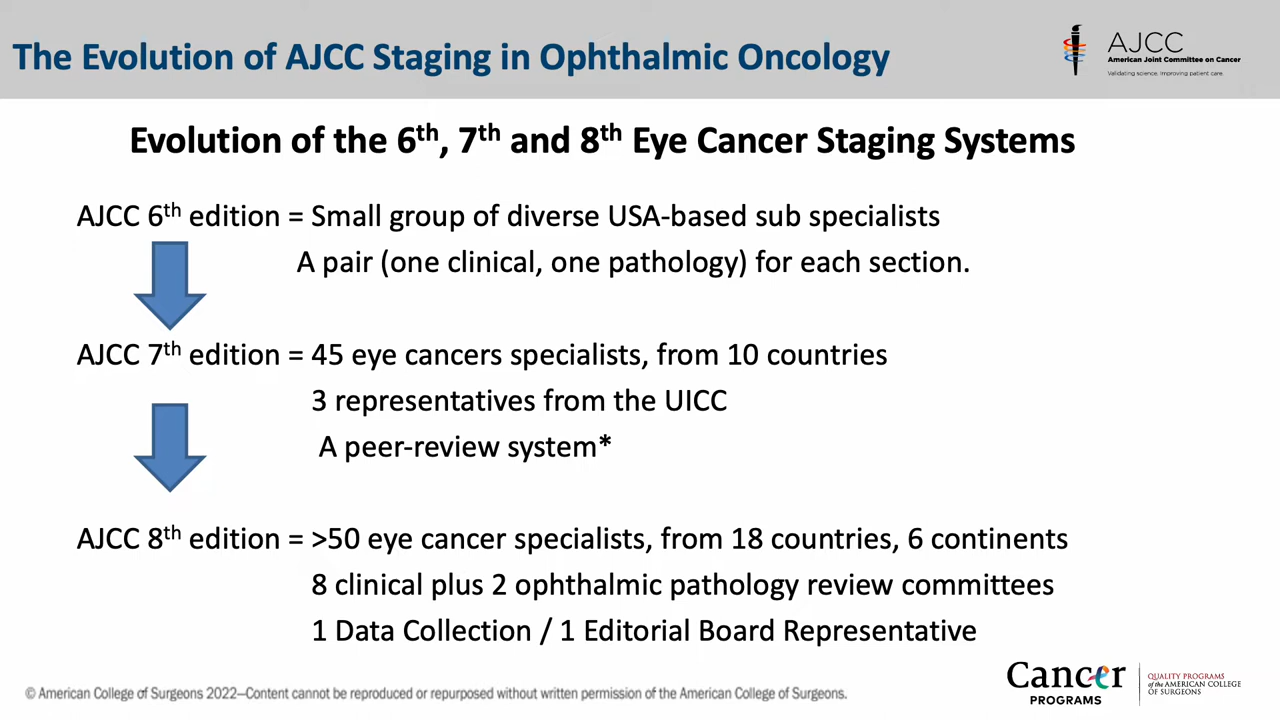 The Evolution of AJCC Staging in Ophthalmic Oncology
AJCC
American Joint Committee on Cancer
Validating science. Improving patient care.
Evolution of the 6th, 7th and 8th Eye Cancer Staging Systems
AJCC 6th edition = Small group of diverse USA-based sub specialists
A pair (one clinical, one pathology) for each section.
AJCC 7th edition = 45 eye cancers specialists, from 10 countries
3 representatives from the UICC
A peer-review system*
AJCC 8th edition = >50 eye cancer specialists, from 18 countries, 6 continents
8 clinical plus 2 ophthalmic pathology review committees
1 Data Collection / 1 Editorial Board Representative
© American College of Surgeons 2022—Content cannot be reproduced or repurposed without written permission of the American College of Surgeons.
Cancer
PROGRAMS
QUALITY PROGRAMS
of the AMERICAN COLLEGE
OF SURGEONS